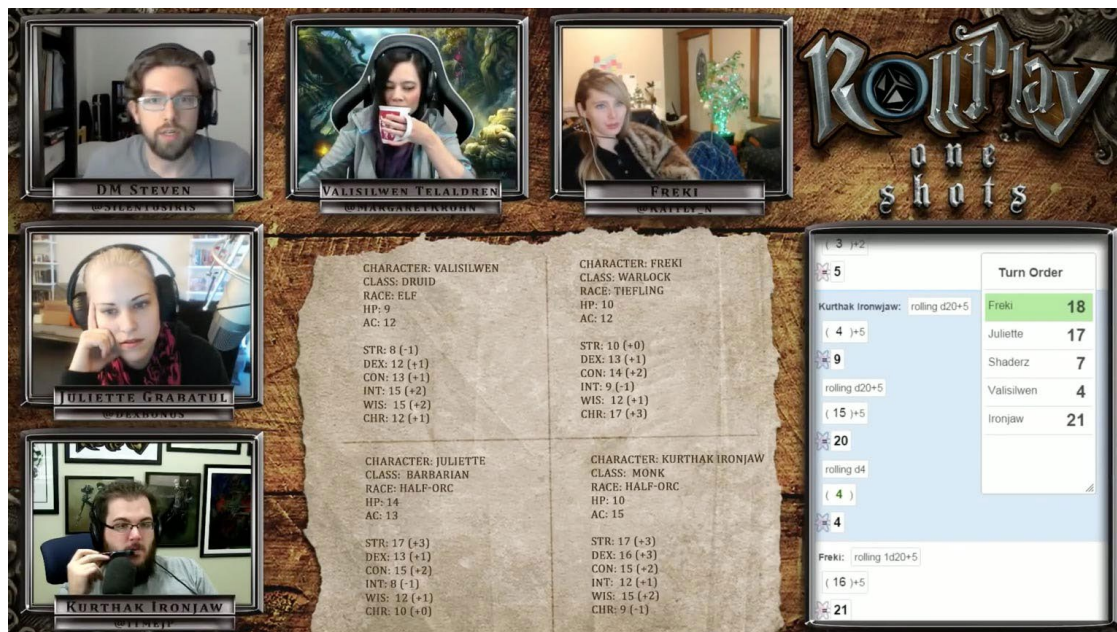 ROLLPLAY
one
shots
DM STEVEN
@SILENTOSIRIS
VALISILWEN TELALDREN
@MARGARETKROHN
FREKI
@KAITLY_N
JULIETTE GRABATUL
@DEXBONUS
KURTHAK IRONJAW
@ITMEJP
CHARACTER: VALISILWEN
CLASS: DRUID
RACE: ELF
HP: 9
AC: 12
STR: 8 (-1)
DEX: 12 (+1)
CON: 13 (+1)
INT: 15 (+2)
WIS: 15 (+2)
CHR: 12 (+1)
CHARACTER: FREKI
CLASS: WARLOCK
RACE: TIEFLING
HP: 10
AC: 12
STR: 10 (+0)
DEX: 13 (+1)
CON: 14 (+2)
INT: 9 (-1)
WIS: 12 (+1)
CHR: 17 (+3)
CHARACTER: JULIETTE
CLASS: BARBARIAN
RACE: HALF-ORC
HP: 14
AC: 13
STR: 17 (+3)
DEX: 13 (+1)
CON: 15 (+2)
INT: 8 (-1)
WIS: 12 (+1)
CHR: 10 (+0)
CHARACTER: KURTHAK IRONJAW
CLASS: MONK
RACE: HALF-ORC
HP: 10
AC: 15
STR: 17 (+3)
DEX: 16 (+3)
CON: 15 (+2)
INT: 12 (+1)
WIS: 15 (+2)
CHR: 9 (-1)
( 3 )+2
5
Kurthak Ironwjaw: rolling d20+5
( 4 )+5
9
rolling d20+5
( 15 )+5
20
rolling d4
( 4 )
4
Freki: rolling 1d20+5
( 16 )+5
21
Turn Order
Freki 18
Juliette 17
Shaderz 7
Valisilwen 4
Ironjaw 21